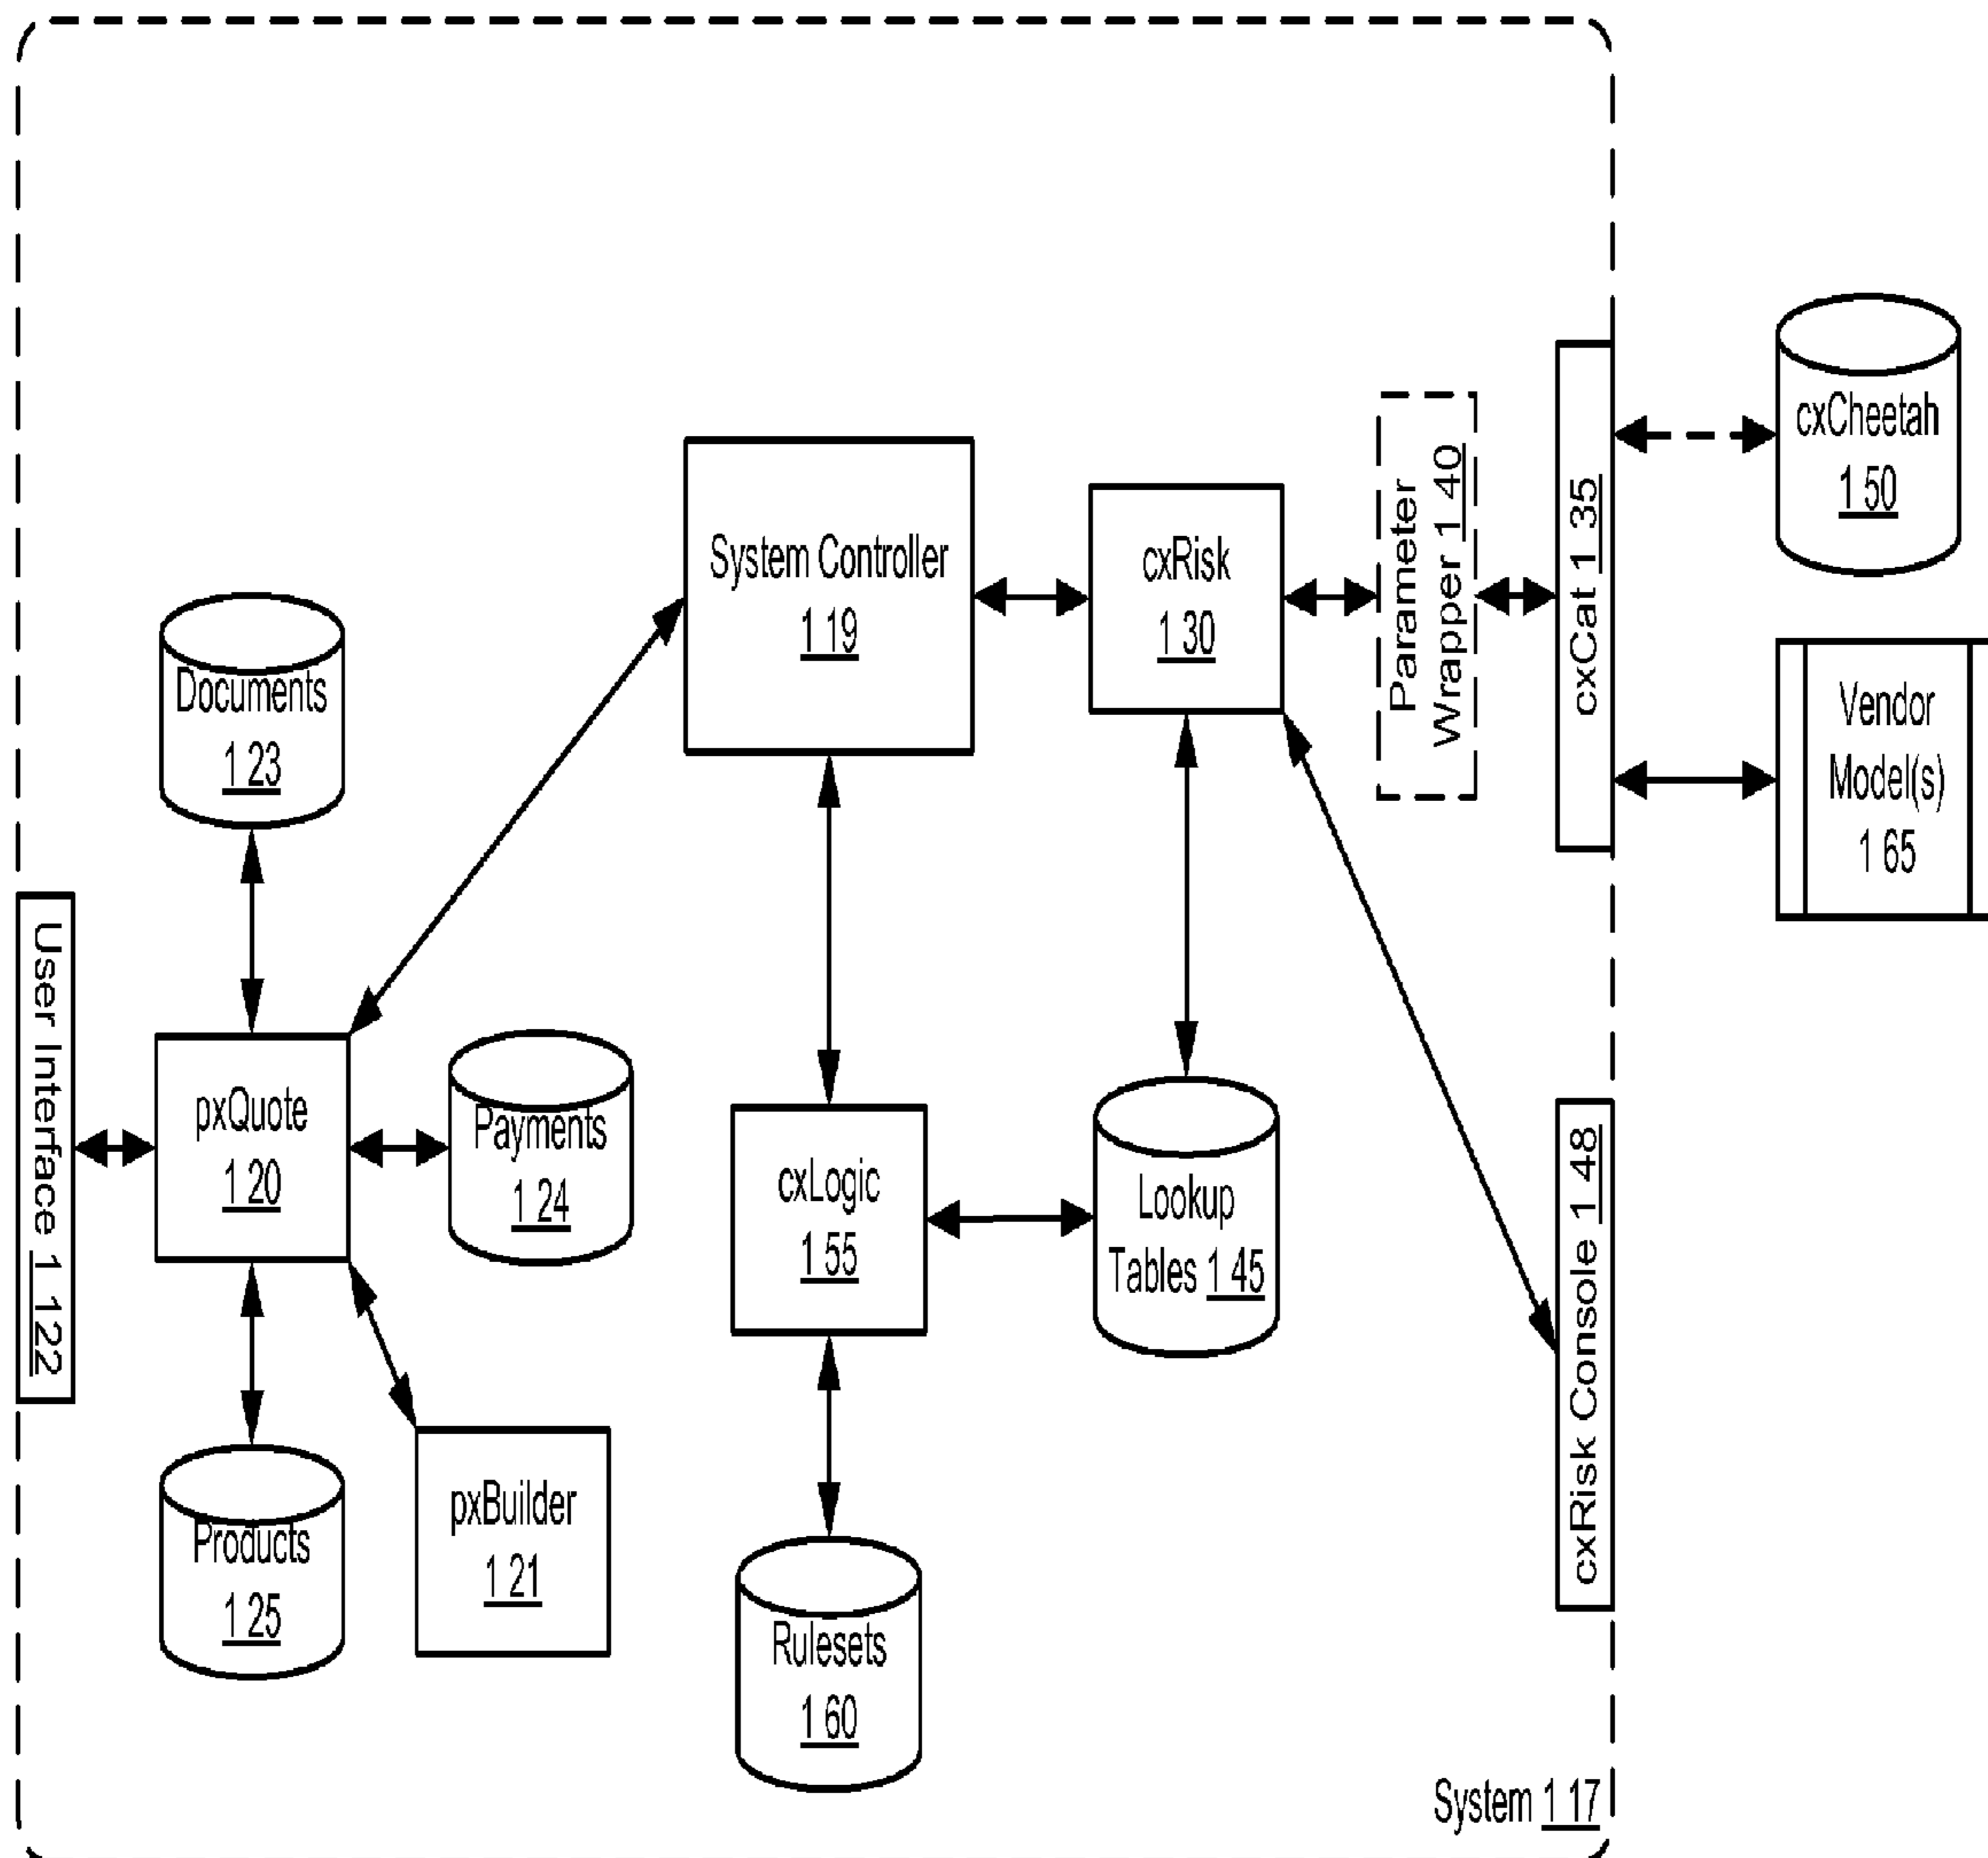 cxCheetah
150
System Controller
119
cxRisk
130
Parameter
Wrapper 140
cxCat 135
Documents
123
Vendor
Model(s)
165
User Interface 122
pxQuote
120
Payments
124
cxLogic
155
Lookup
Tables 145
cxRisk Console 148
Products
125
pxBuilder
121
Rulesets
160
System 117